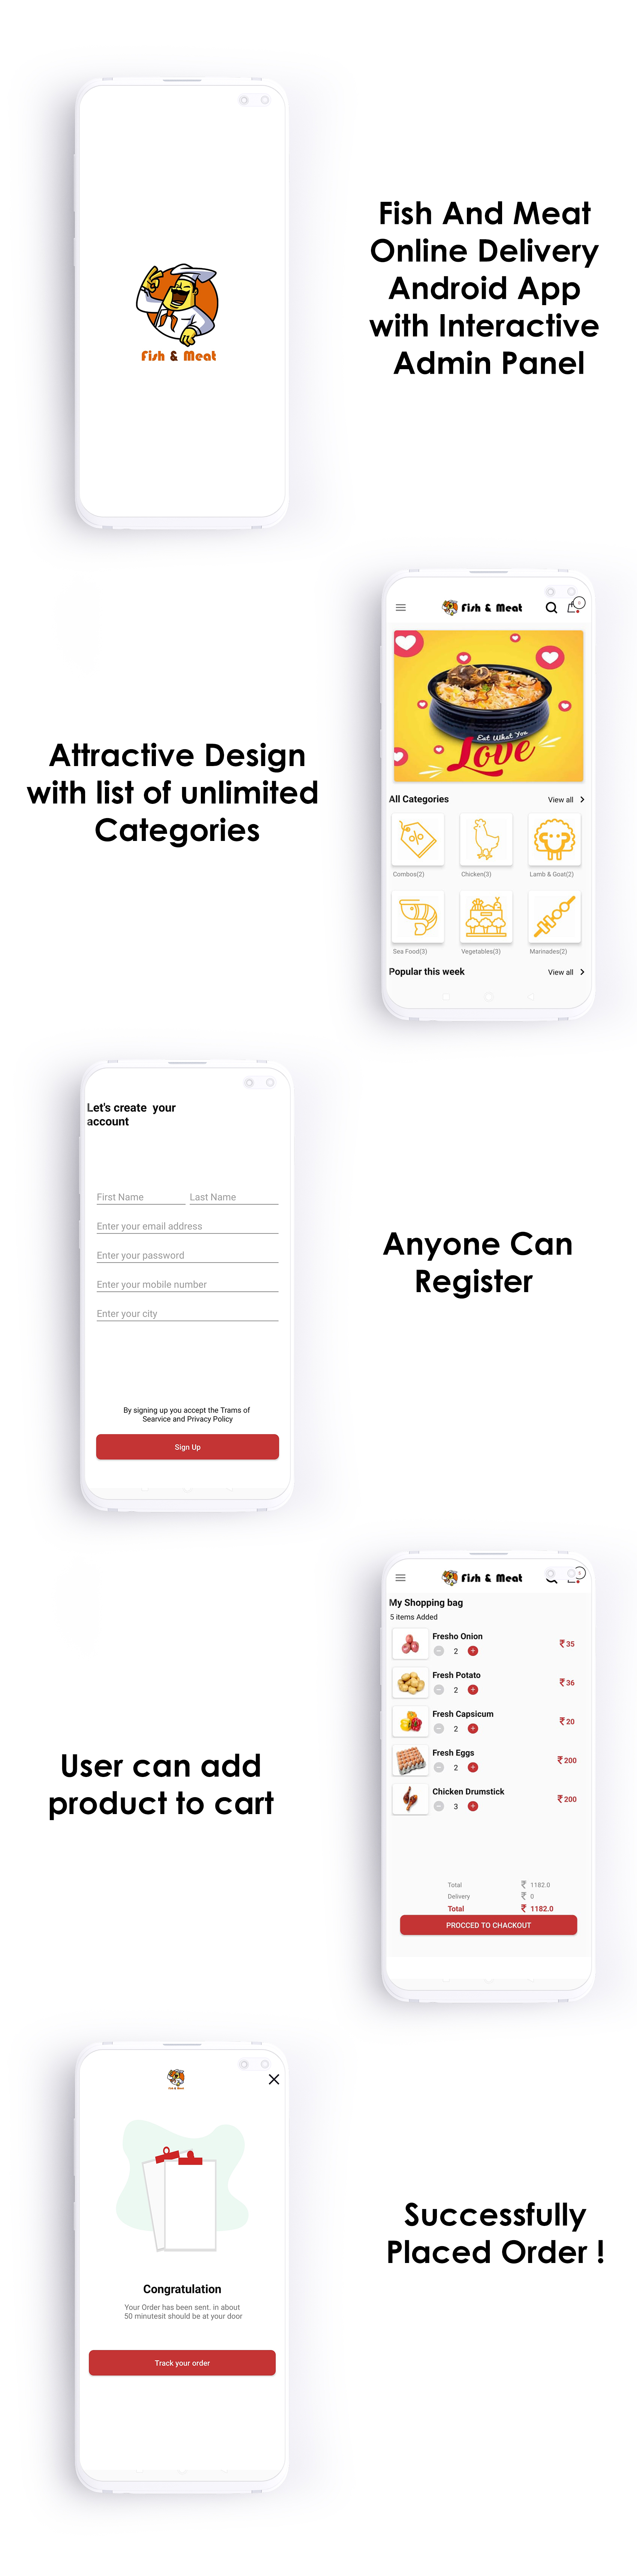 Fish & Meat
Fish And Meat
Online Delivery
Android App
with Interactive
Admin Panel
Attractive Design
with list of unlimited
Categories
Fish & Meat
Eat What You
Love
All Categories
View all
Combos(2)
Chicken(3)
Lamb & Goat(2)
Sea Food(3)
Vegetables(3)
Marinades(2)
Popular this week
View all
Let's create your
account
First Name
Last Name
Enter your email address
Enter your password
Enter your mobile number
Enter your city
By signing up you accept the Trams of
Searvice and Privacy Policy
Sign Up
Anyone Can
Register
User can add
product to cart
Fish & Meat
5
My Shopping bag
5 items Added
Fresho Onion
2
₹ 35
Fresh Potato
2
₹ 36
Fresh Capsicum
2
₹ 20
Fresh Eggs
2
₹ 200
Chicken Drumstick
3
₹ 200
Total ₹ 1182.0
Delivery ₹ 0
Total ₹ 1182.0
PROCCED TO CHACKOUT
Fish & Meat
Congratulation
Your Order has been sent. in about
50 minutesit should be at your door
Track your order
Successfully
Placed Order !